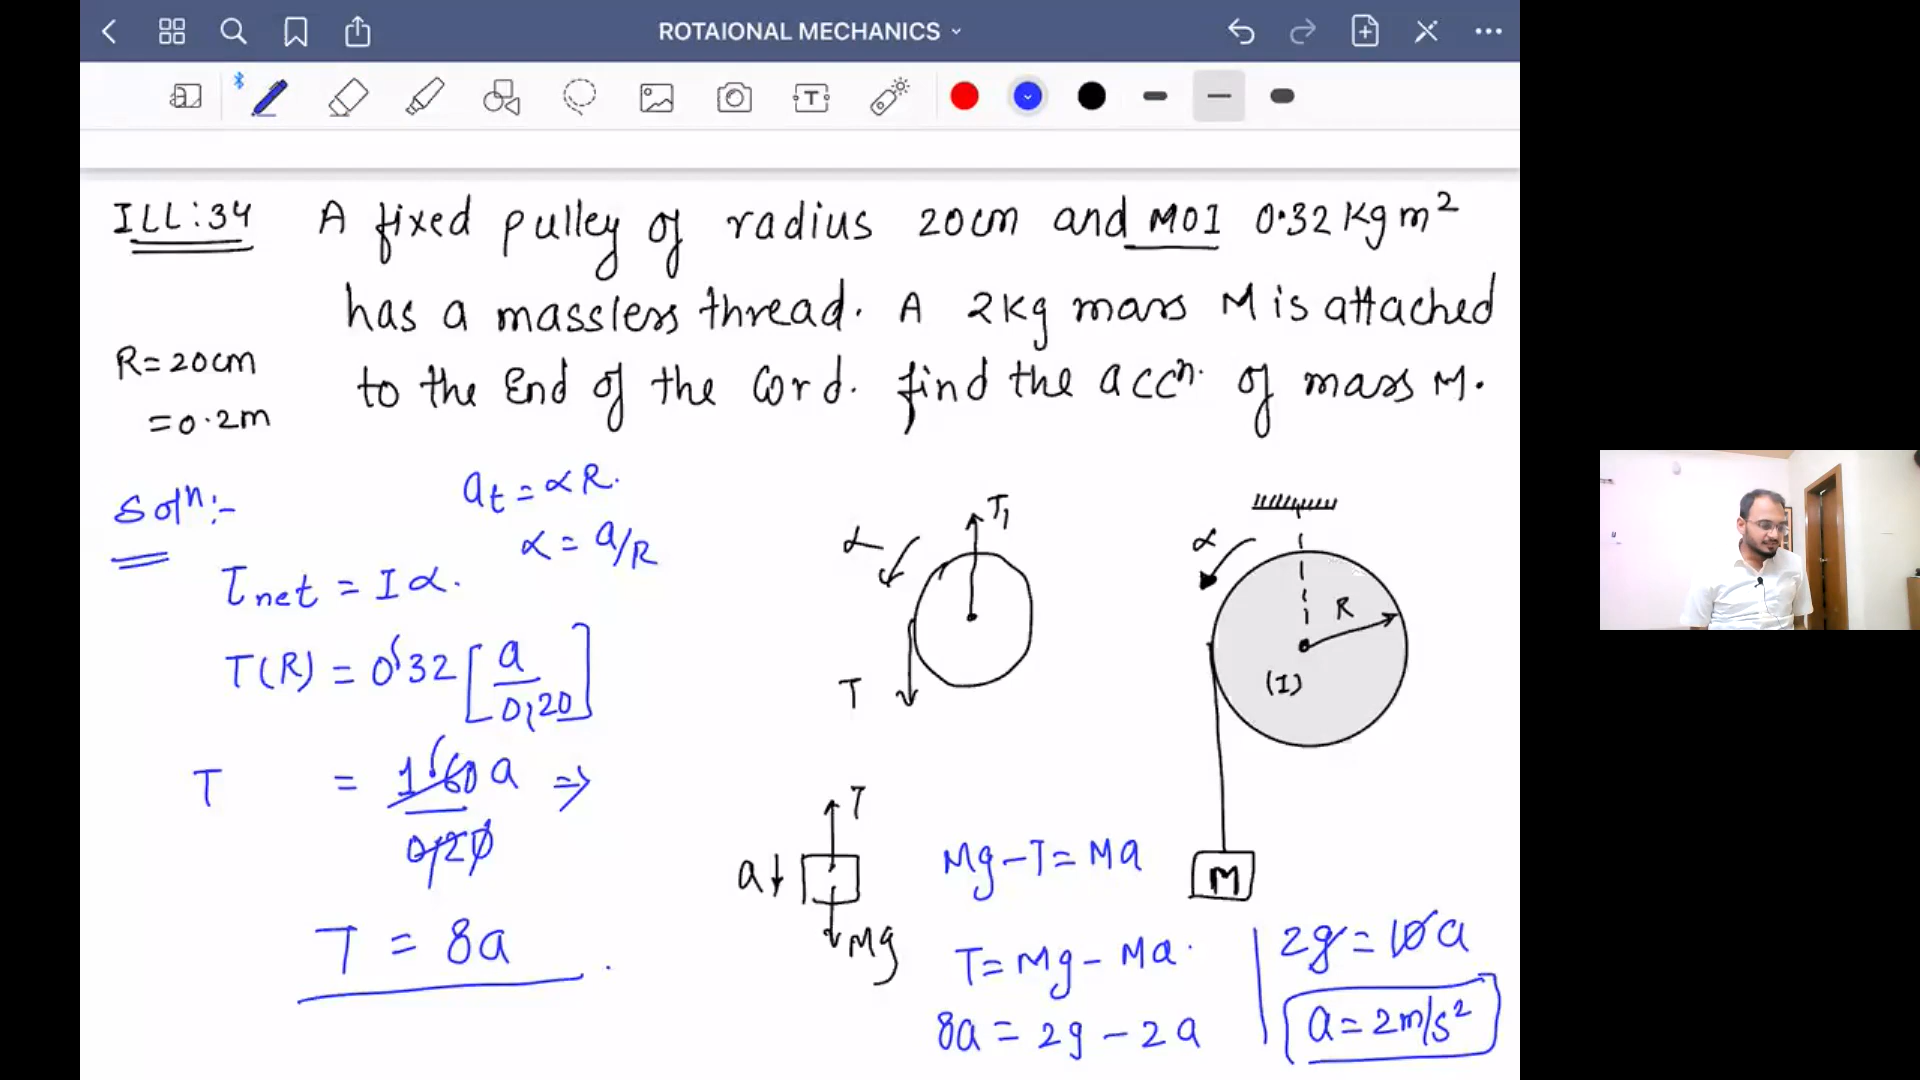 ROTAIONAL MECHANICS
T
ILL:34 A fixed pulley of radius 20cm and MOI 0.32 Kg m²
has a massless thread. A 2Kg mass M is attached
to the End of the Cord. find the accⁿ. of mass M.
R = 20cm
= 0.2m
Solⁿ:-
at = αR.
α = a/R
τnet = Iα.
T(R) = 0.32 [a/0.20]
T = 1.60 a ⇒
0.20
T = 8a
α
T₁
T
α
R
(I)
M
T
a↓
Mg
Mg - T = Ma
T = Mg - Ma.
8a = 2g - 2a
2g = 10a
a = 2m/s²